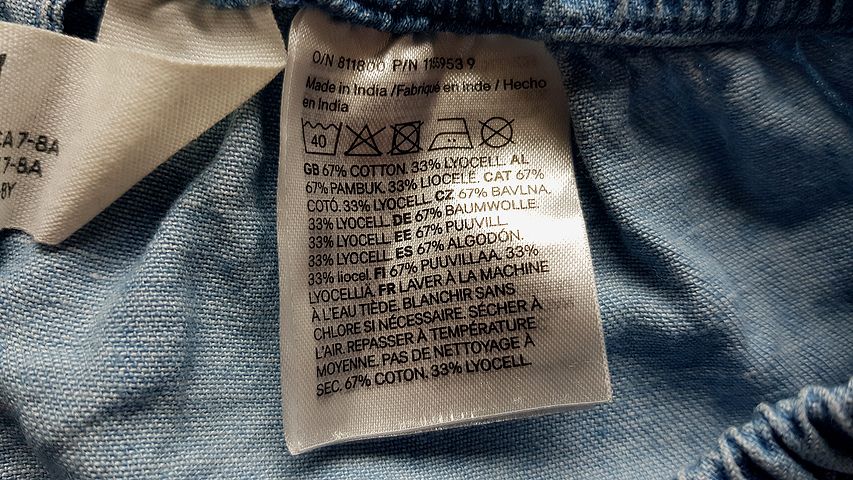 O/N 811800 P/N 1155953 9
Made in India /Fabriqué en Inde / Hecho
en India
40
GB 67% COTTON. 33% LYOCELL. AL
67% PAMBUK. 33% LIOCELË. CAT 67%
COTÓ. 33% LYOCELL. CZ 67% BAVLNA.
33% LYOCELL. DE 67% BAUMWOLLE.
33% LYOCELL. EE 67% PUUVILL.
33% LYOCELL. ES 67% ALGODÓN.
33% liocel. FI 67% PUUVILLAA. 33%
LYOCELLIÄ. FR LAVER À LA MACHINE
À L'EAU TIÈDE. BLANCHIR SANS
CHLORE SI NÉCESSAIRE. SÉCHER À
L'AIR. REPASSER À TEMPÉRATURE
MOYENNE. PAS DE NETTOYAGE À
SEC. 67% COTON. 33% LYOCELL.
CA 7-8A
7-8A
8Y